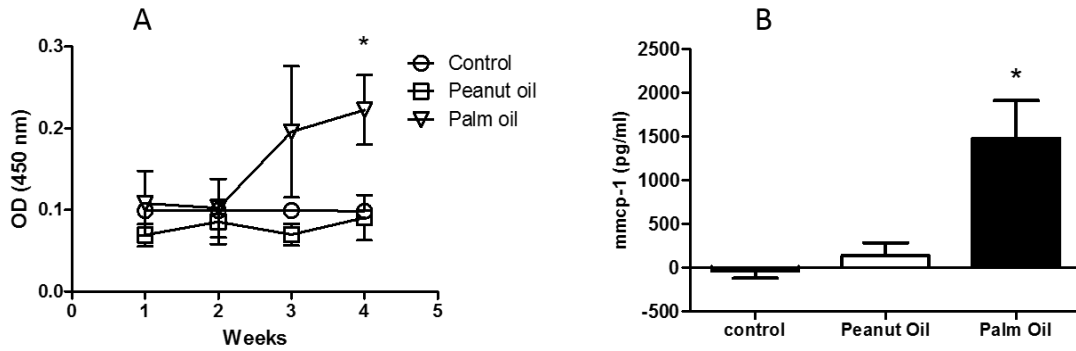 A
0.3
0.2
0.1
0.0
OD (450 nm)
0
1
2
3
4
5
Weeks
*
Control
Peanut oil
Palm oil
B
2500
2000
1500
1000
500
0
-500
mmcp-1 (pg/ml)
*
control
Peanut Oil
Palm Oil